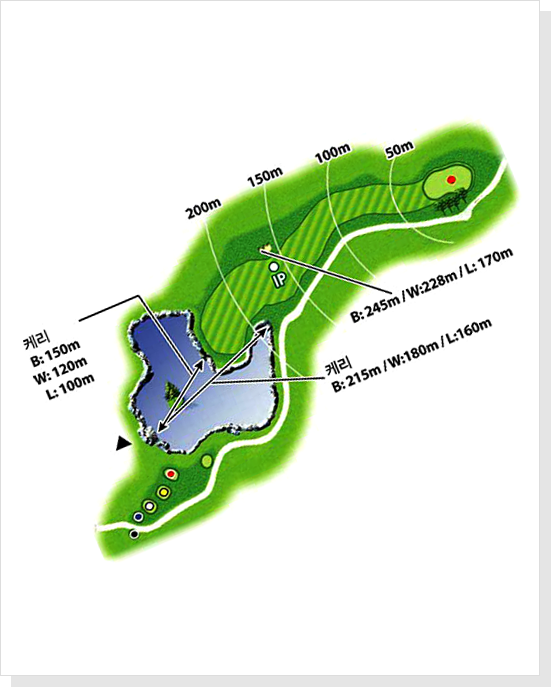 50m
100m
150m
200m
IP
B: 245m / W:228m / L: 170m
케리
B: 150m
W: 120m
L: 100m
케리
B: 215m / W:180m / L:160m